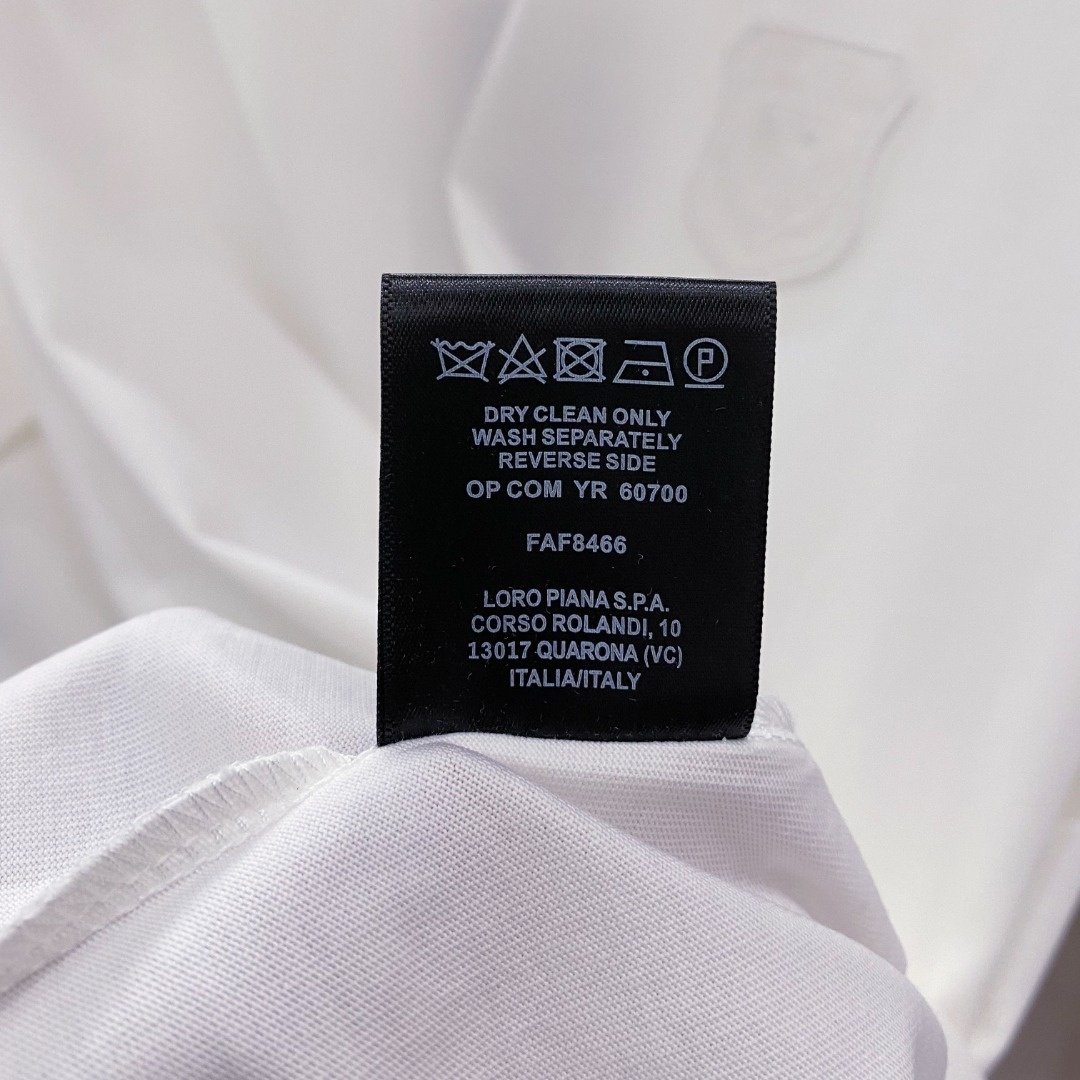 P
DRY CLEAN ONLY
WASH SEPARATELY
REVERSE SIDE
OP COM YR 60700
FAF8466
LORO PIANA S.P.A.
CORSO ROLANDI, 10
13017 QUARONA (VC)
ITALIA/ITALY